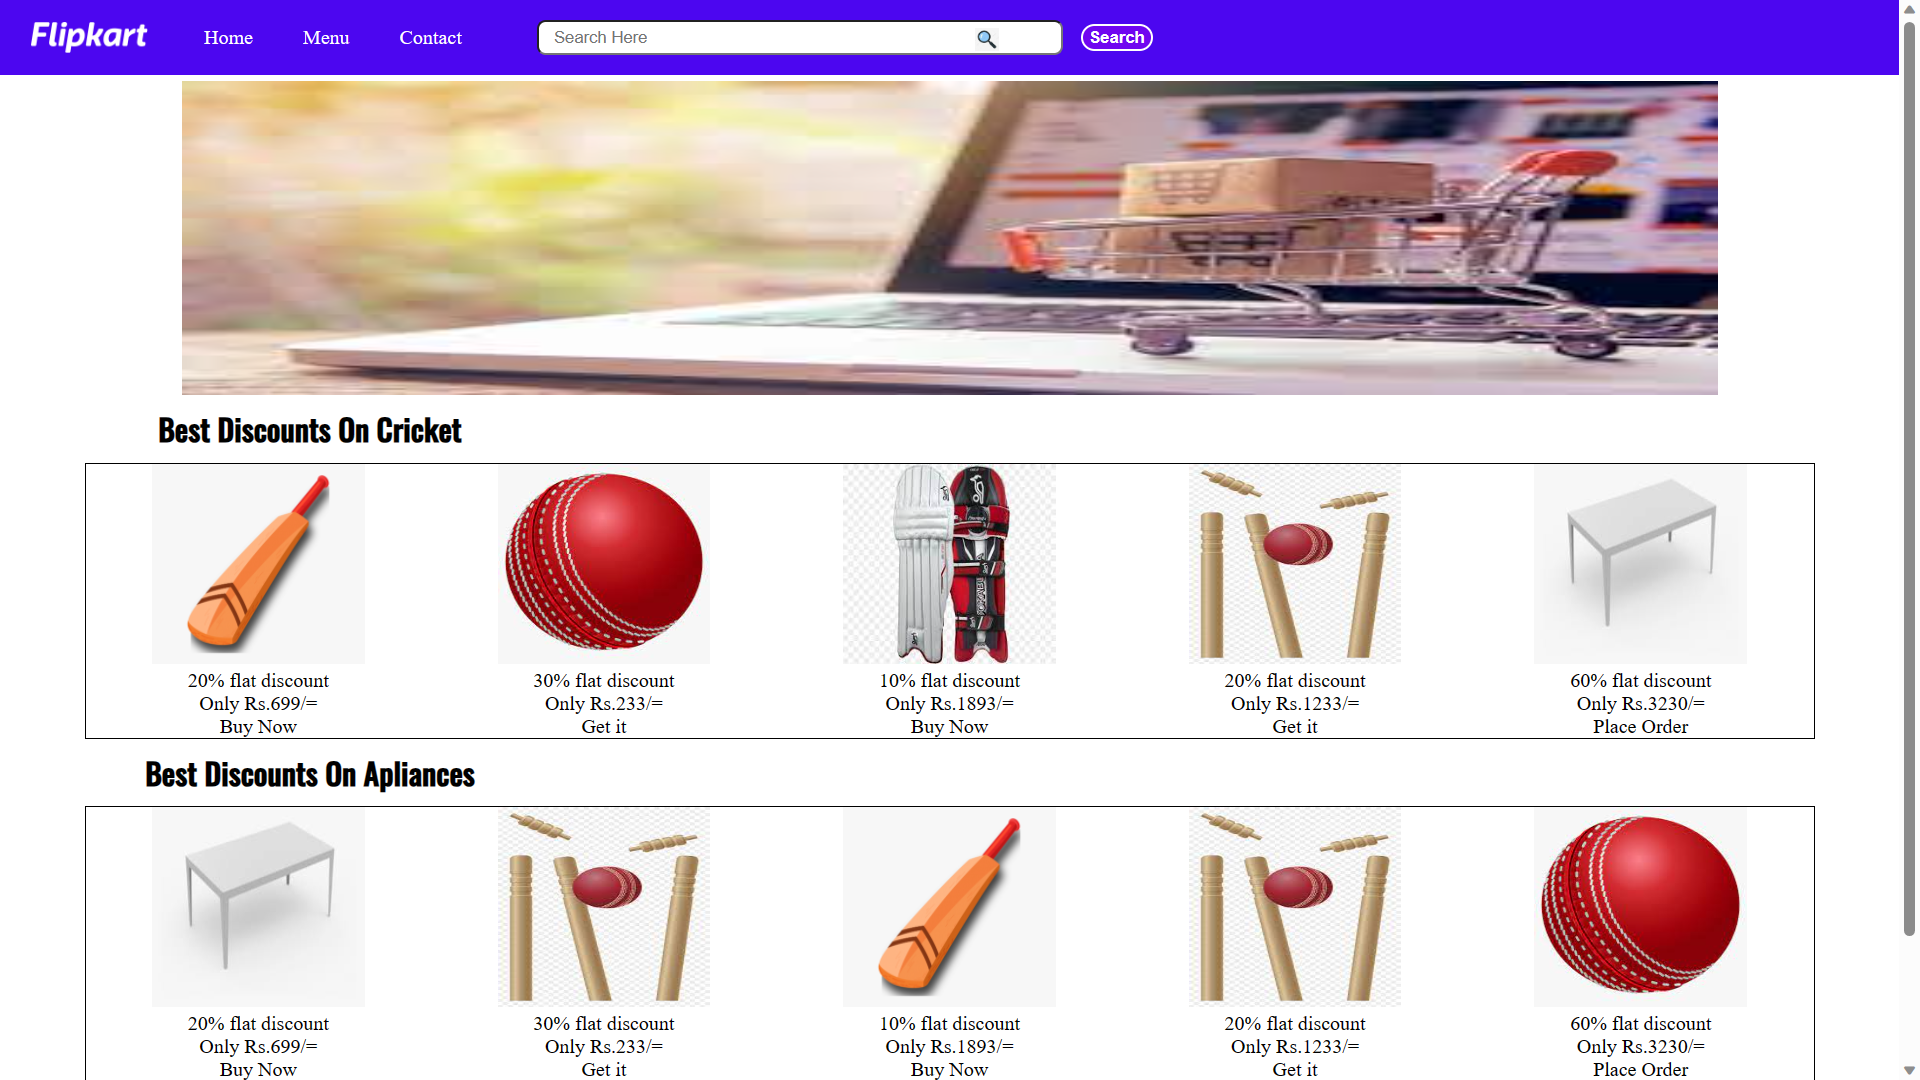 Flipkart Home Menu Contact Search Here Search
Best Discounts On Cricket
20% flat discount
Only Rs.699/=
Buy Now
30% flat discount
Only Rs.233/=
Get it
10% flat discount
Only Rs.1893/=
Buy Now
20% flat discount
Only Rs.1233/=
Get it
60% flat discount
Only Rs.3230/=
Place Order
Best Discounts On Apliances
20% flat discount
Only Rs.699/=
Buy Now
30% flat discount
Only Rs.233/=
Get it
10% flat discount
Only Rs.1893/=
Buy Now
20% flat discount
Only Rs.1233/=
Get it
60% flat discount
Only Rs.3230/=
Place Order